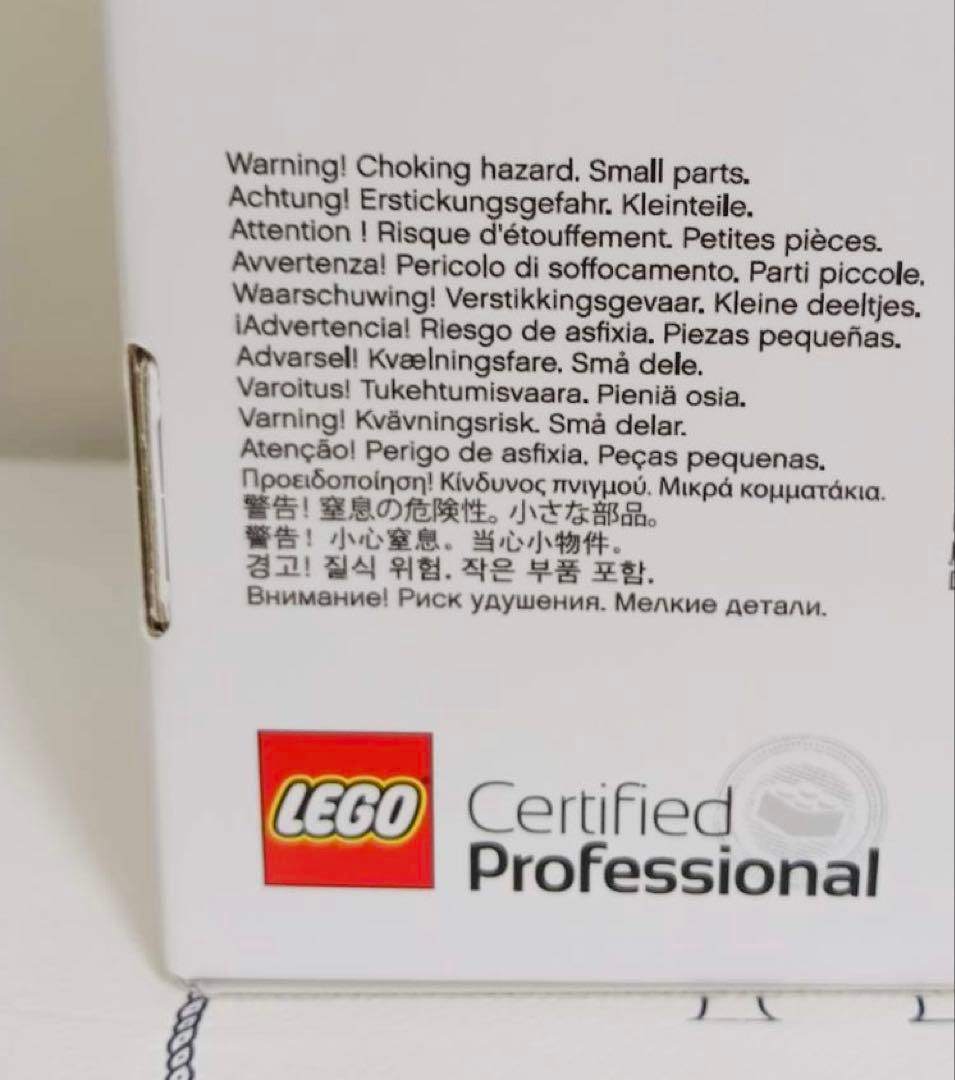 Warning! Choking hazard. Small parts.
Achtung! Erstickungsgefahr. Kleinteile.
Attention ! Risque d'étouffement. Petites pièces.
Avvertenza! Pericolo di soffocamento. Parti piccole.
Waarschuwing! Verstikkingsgevaar. Kleine deeltjes.
¡Advertencia! Riesgo de asfixia. Piezas pequeñas.
Advarsel! Kvælningsfare. Små dele.
Varoitus! Tukehtumisvaara. Pieniä osia.
Varning! Kvävningsrisk. Små delar.
Atenção! Perigo de asfixia. Peças pequenas.
Προειδοποίηση! Κίνδυνος πνιγμού. Μικρά κομματάκια.
警告! 窒息の危険性。小さな部品。
警告！小心窒息。当心小物件。
경고! 질식 위험. 작은 부품 포함.
Внимание! Риск удушения. Мелкие детали.
LEGO
Certified
Professional